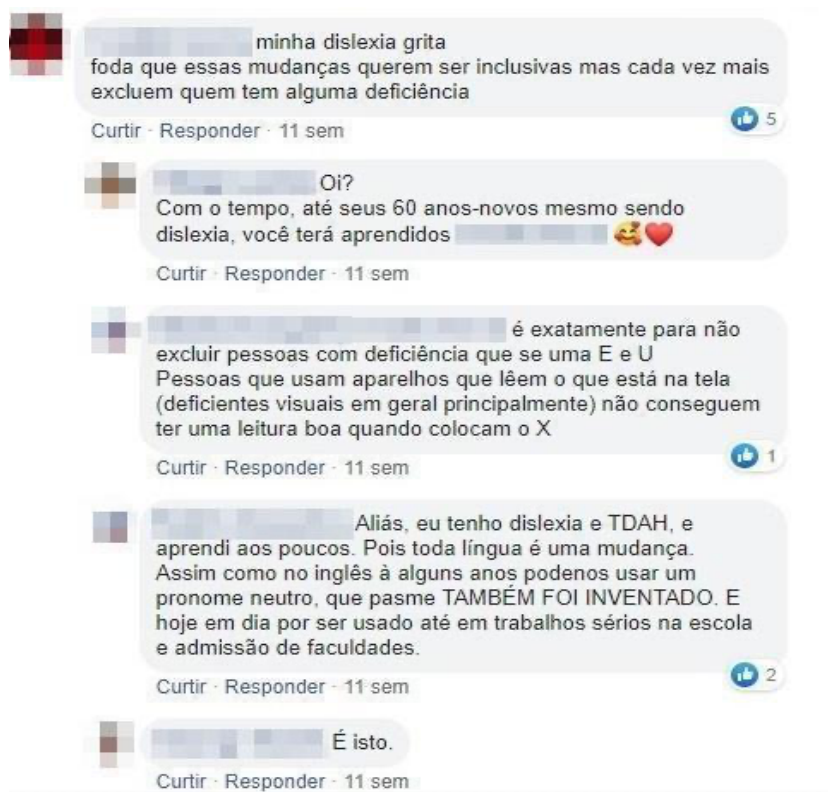 minha dislexia grita
foda que essas mudanças querem ser inclusivas mas cada vez mais
excluem quem tem alguma deficiência
5
Curtir · Responder · 11 sem
Oi?
Com o tempo, até seus 60 anos-novos mesmo sendo
dislexia, você terá aprendidos 🥰❤️
Curtir · Responder · 11 sem
é exatamente para não
excluir pessoas com deficiência que se uma E e U
Pessoas que usam aparelhos que lêem o que está na tela
(deficientes visuais em geral principalmente) não conseguem
ter uma leitura boa quando colocam o X
1
Curtir · Responder · 11 sem
Aliás, eu tenho dislexia e TDAH, e
aprendi aos poucos. Pois toda língua é uma mudança.
Assim como no inglês à alguns anos podenos usar um
pronome neutro, que pasme TAMBÉM FOI INVENTADO. E
hoje em dia por ser usado até em trabalhos sérios na escola
e admissão de faculdades.
2
Curtir · Responder · 11 sem
É isto.
Curtir · Responder · 11 sem